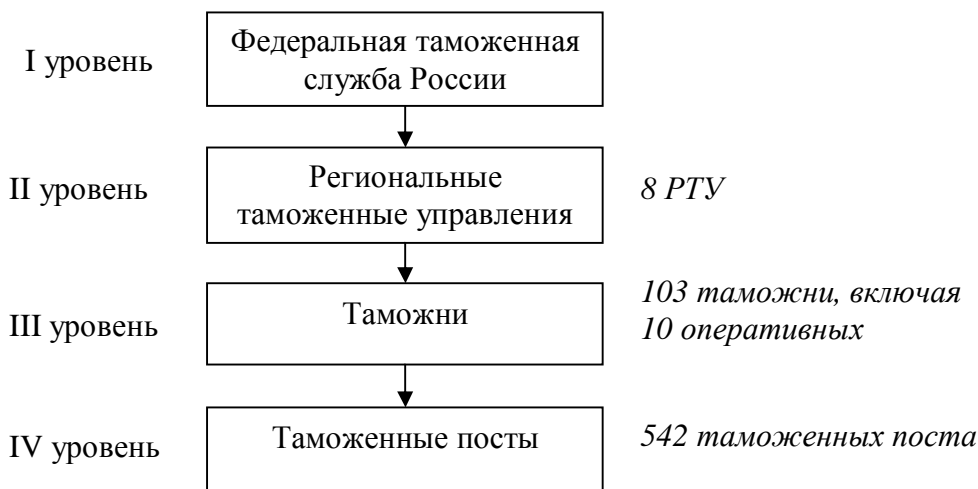 I уровень
Федеральная таможенная
служба России
II уровень
Региональные
таможенные управления
8 РТУ
III уровень
Таможни
103 таможни, включая
10 оперативных
IV уровень
Таможенные посты
542 таможенных поста